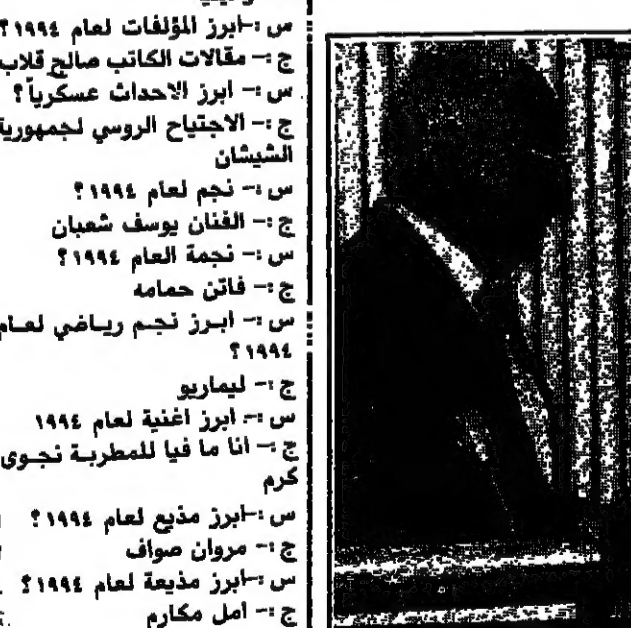 س :- ابرز المؤلفات لعام ١٩٩٤؟
ج :- مقالات الكاتب صالح قلاب
س :- ابرز الاحداث عسكرياً؟
ج :- الاجتياح الروسي لجمهورية
الشيشان
س :- نجم لعام ١٩٩٤؟
ج :- الفنان يوسف شعبان
س :- نجمة العام ١٩٩٤؟
ج :- فاتن حمامه
س :- ابرز نجم رياضي لعام
١٩٩٤؟
ج :- ليماريو
س :- ابرز اغنية لعام ١٩٩٤
ج :- انا ما فيا للمطربة نجوى
كرم
س :- ابرز مذيع لعام ١٩٩٤؟
ج :- مروان صواف
س :- ابرز مذيعة لعام ١٩٩٤؟
ج :- امل مكارم